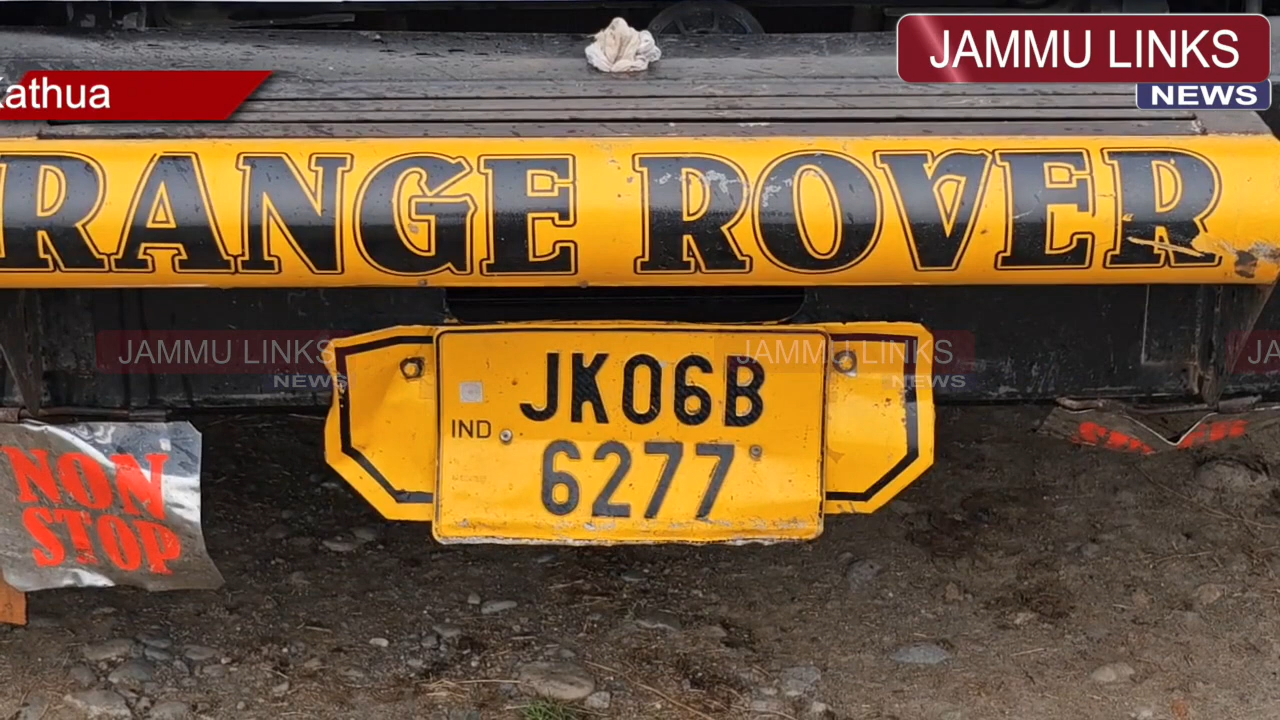 JAMMU LINKS
NEWS
Kathua
RANGE ROVER
JAMMU LINKS
NEWS
JAMMU LINKS
NEWS
JK06B
IND
6277
NON
STOP